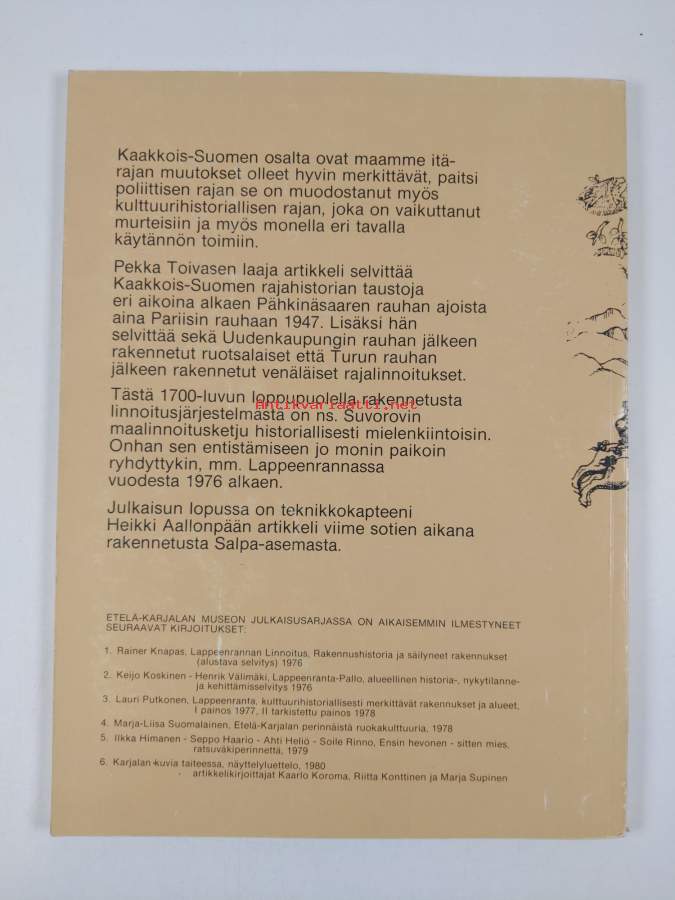 Kaakkois-Suomen osalta ovat maamme itä-
rajan muutokset olleet hyvin merkittävät, paitsi
poliittisen rajan se on muodostanut myös
kulttuurihistoriallisen rajan, joka on vaikuttanut
murteisiin ja myös monella eri tavalla
käytännön toimiin.
Pekka Toivasen laaja artikkeli selvittää
Kaakkois-Suomen rajahistorian taustoja
eri aikoina alkaen Pähkinäsaaren rauhan ajoista
aina Pariisin rauhaan 1947. Lisäksi hän
selvittää sekä Uudenkaupungin rauhan jälkeen
rakennetut ruotsalaiset että Turun rauhan
jälkeen rakennetut venäläiset rajalinnoitukset.
Tästä 1700-luvun loppupuolella rakennetusta
Antikvariaatti.net
linnoitusjärjestelmästä on ns. Suvorovin
maalinnoitusketju historiallisesti mielenkiintoisin.
Onhan sen entistämiseen jo monin paikoin
ryhdyttykin, mm. Lappeenrannassa
vuodesta 1976 alkaen.
Julkaisun lopussa on teknikkokapteeni
Heikki Aallonpään artikkeli viime sotien aikana
rakennetusta Salpa-asemasta.
ETELÄ-KARJALAN MUSEON JULKAISUSARJASSA ON AIKAISEMMIN ILMESTYNEET
SEURAAVAT KIRJOITUKSET:
1. Rainer Knapas, Lappeenrannan Linnoitus, Rakennushistoria ja säilyneet rakennukset
(alustava selvitys) 1976
2. Keijo Koskinen - Henrik Välimäki, Lappeenranta-Pallo, alueellinen historia-, nykytilanne-
ja kehittämisselvitys 1976
3. Lauri Putkonen, Lappeenranta, kulttuurihistoriallisesti merkittävät rakennukset ja alueet,
I painos 1977, II tarkistettu painos 1978
4. Marja-Liisa Suomalainen, Etelä-Karjalan perinnäistä ruokakulttuuria, 1978
5. Ilkka Himanen - Seppo Haario - Ahti Heliö - Soile Rinno, Ensin hevonen - sitten mies,
ratsuväkiperinnettä, 1979
6. Karjalan kuvia taiteessa, näyttelyluettelo, 1980
artikkelikirjoittajat Kaarlo Koroma, Riitta Konttinen ja Marja Supinen